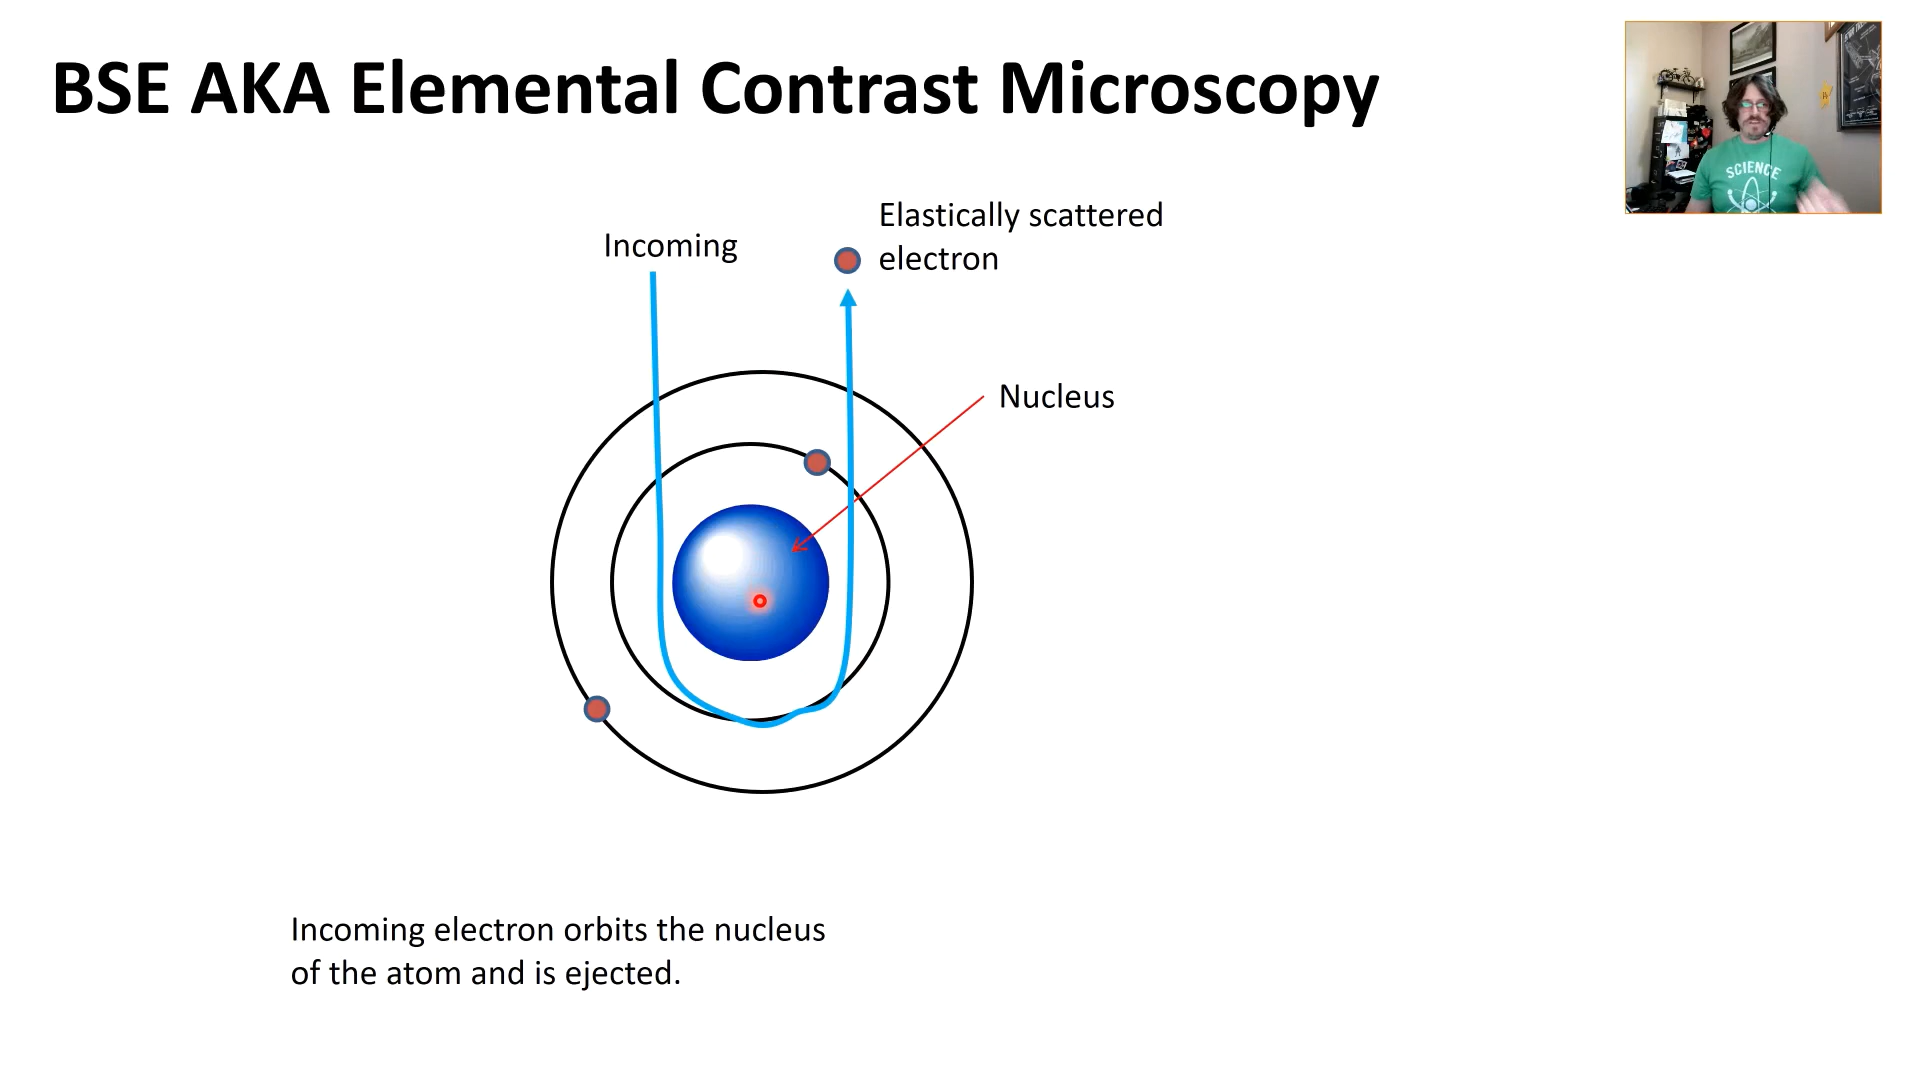 BSE AKA Elemental Contrast Microscopy
SCIENCE
Elastically scattered
electron
Incoming
Nucleus
Incoming electron orbits the nucleus
of the atom and is ejected.